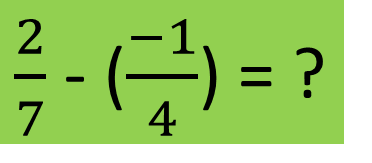 2/7 - (-1/4) = ?